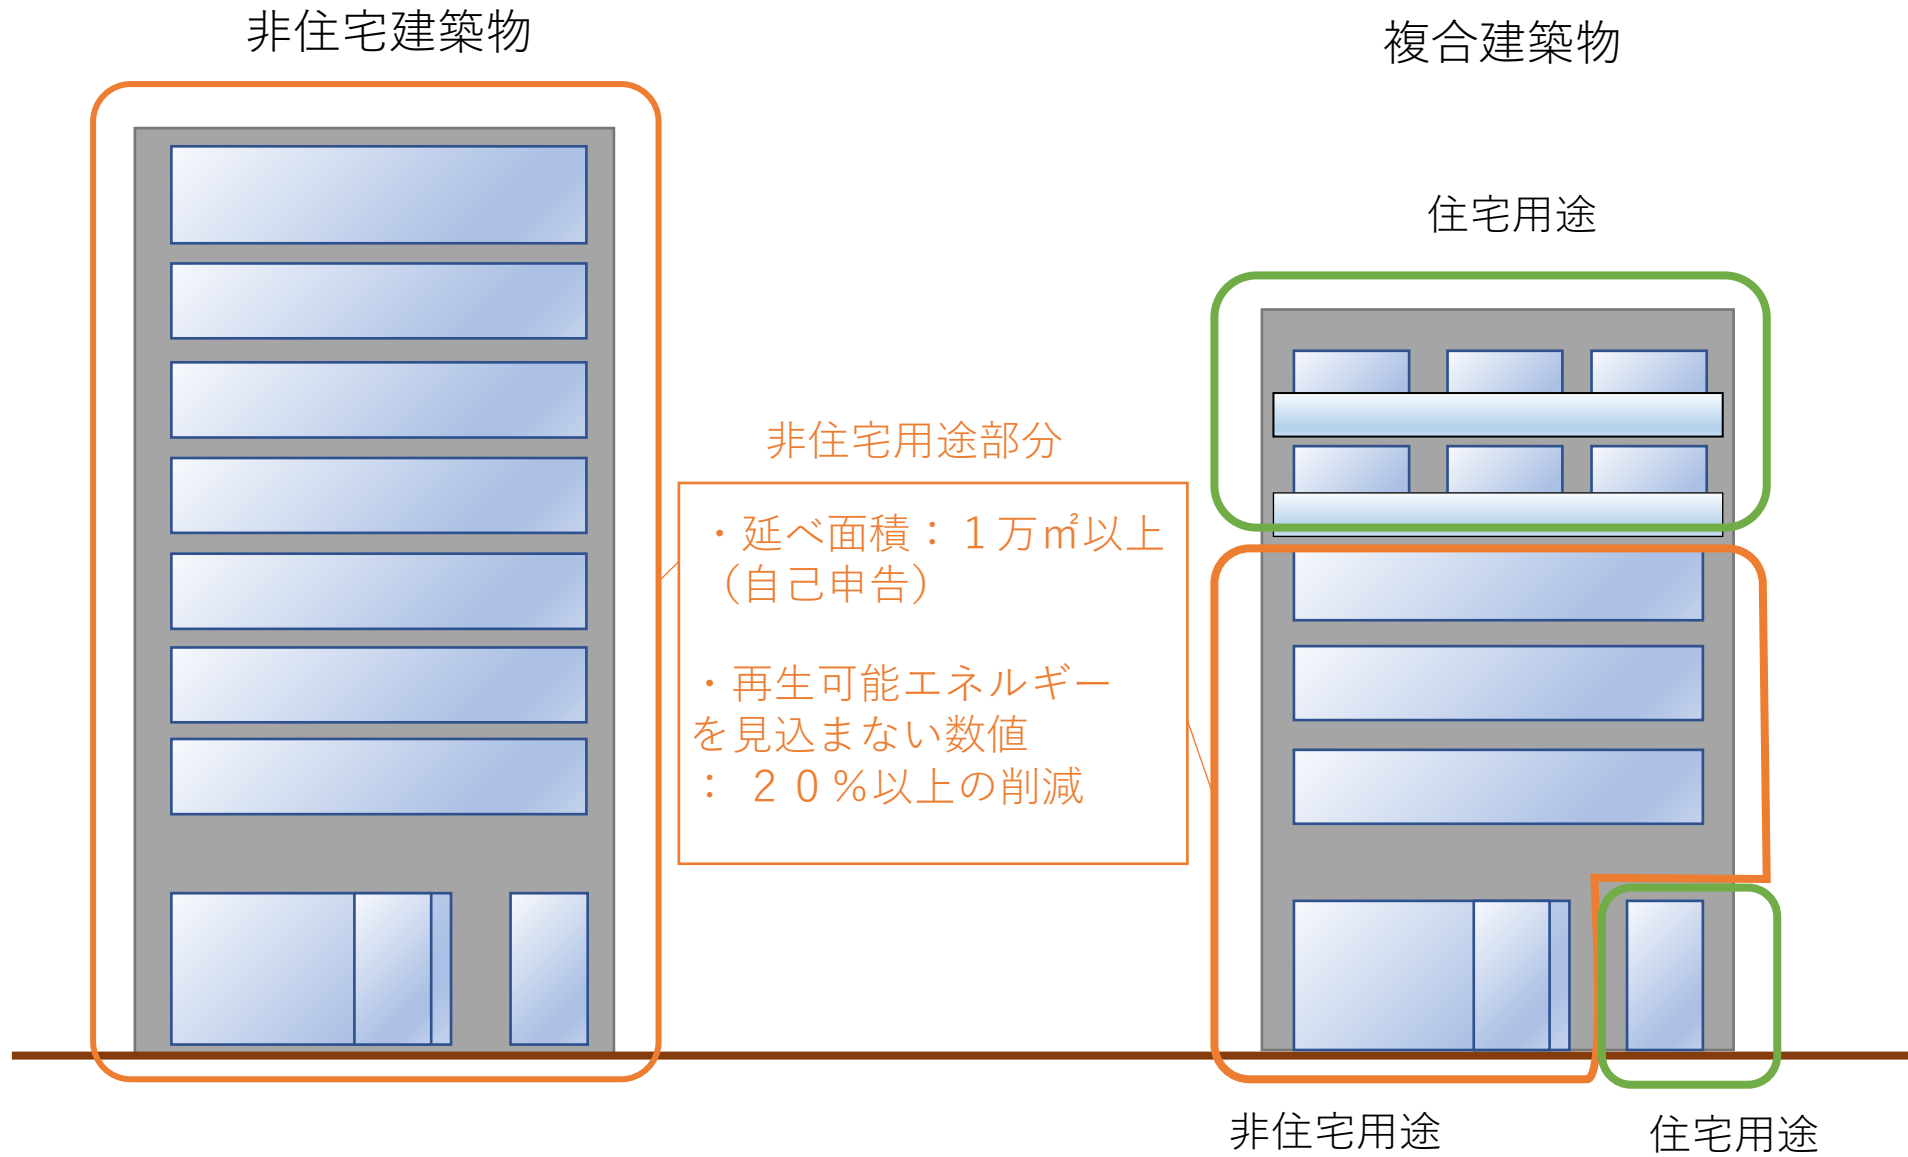 非住宅建築物
複合建築物
住宅用途
非住宅用途部分
・延べ面積：１万㎡以上
（自己申告）
・再生可能エネルギー
を見込まない数値
：２０％以上の削減
非住宅用途
住宅用途